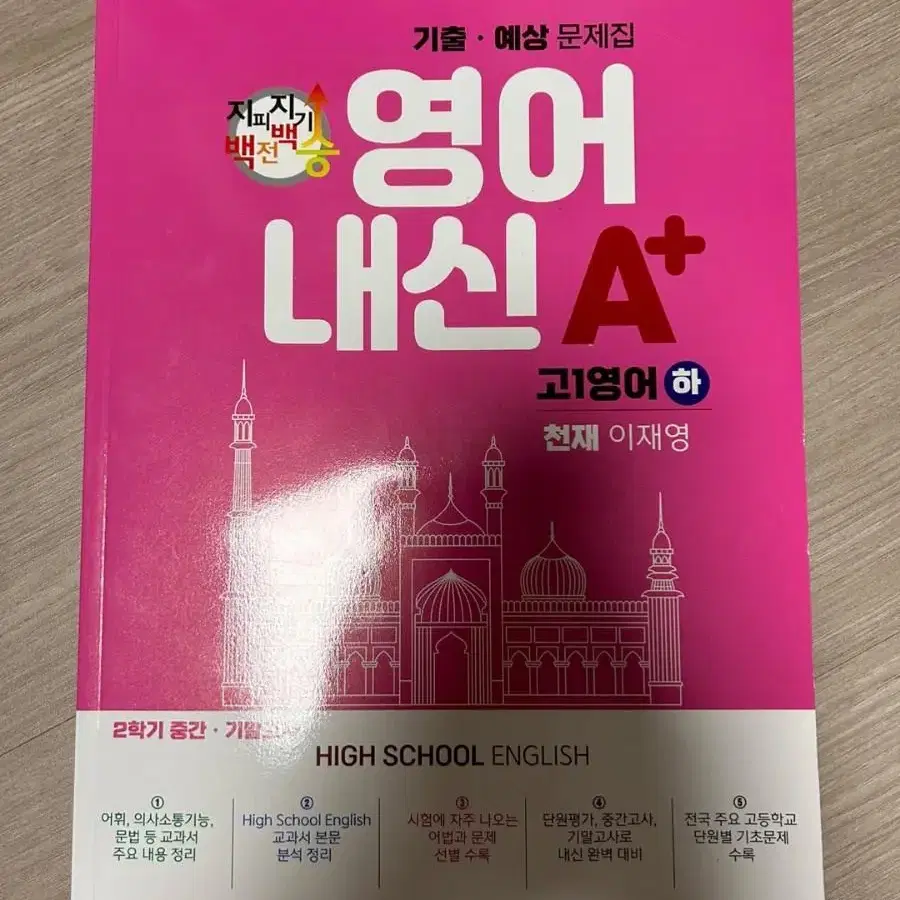 기출 · 예상 문제집
지피지기
백전백승
영어
내신 A+
고1영어 하
천재 이재영
2학기 중간 · 기말
HIGH SCHOOL ENGLISH
①
어휘, 의사소통기능,
문법 등 교과서
주요 내용 정리
②
High School English
교과서 본문
분석 정리
③
시험에 자주 나오는
어법과 문제
선별 수록
④
단원평가, 중간고사,
기말고사로
내신 완벽 대비
⑤
전국 주요 고등학교
단원별 기초문제
수록